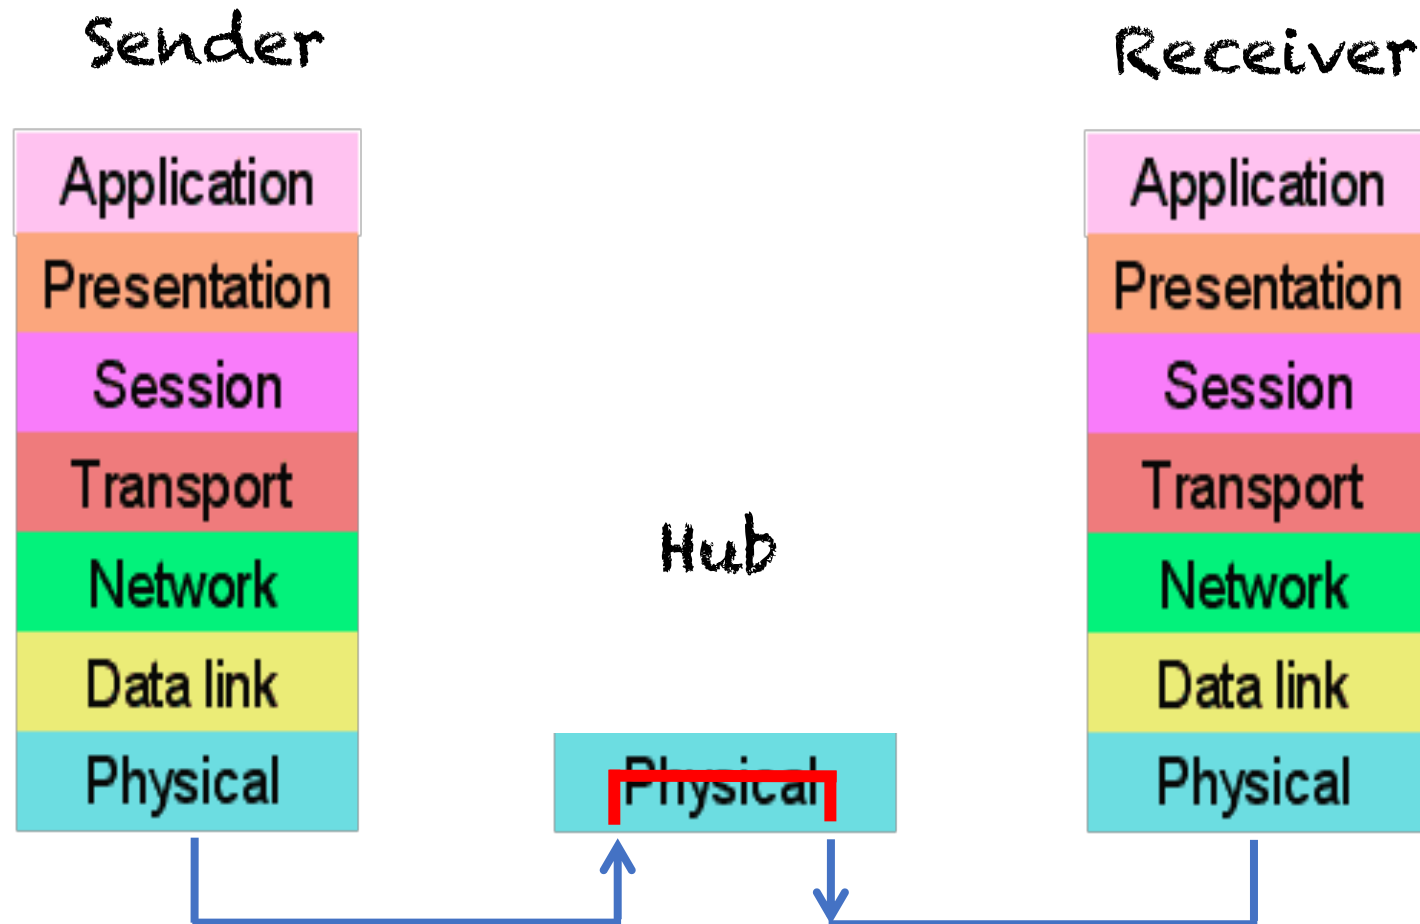 Sender
Receiver
Application
Presentation
Session
Transport
Network
Data link
Physical
Hub
Physical
Application
Presentation
Session
Transport
Network
Data link
Physical